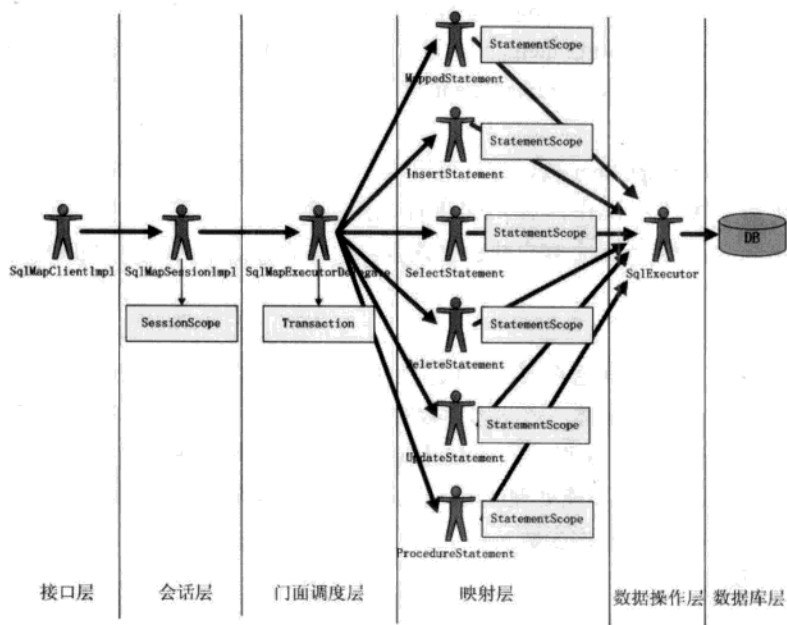 StatementScope
MappedStatement
StatementScope
InsertStatement
StatementScope
DB
SqlMapClientImpl
SqlMapSessionImpl
SqlMapExecutorDelegate
SelectStatement
SqlExecutor
SessionScope
Transaction
StatementScope
DeleteStatement
StatementScope
UpdateStatement
StatementScope
ProcedureStatement
接口层
会话层
门面调度层
映射层
数据操作层
数据库层